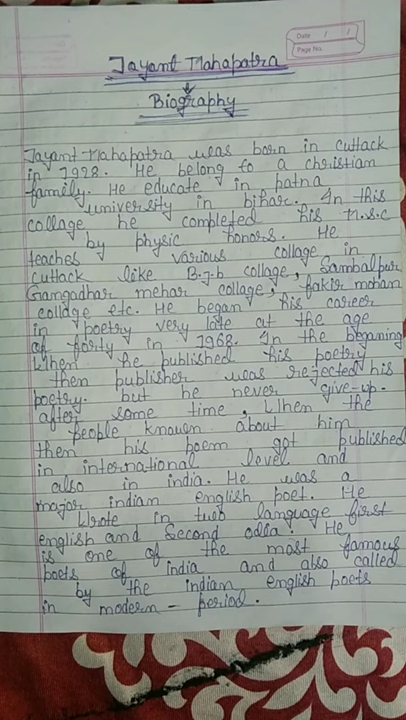 Date / /
Page No.
Jayant Mahapatra
Biography
Jayant Mahapatra was born in cuttack
in 1928. He belong to a christian
family. He educate in patna
university in bihar. In this
collage he completed his M.s.c
by physic honors. He
teaches various collage in
cuttack like B.J.b collage, Sambalpur
Gangadhar mehar collage, fakir moham
collage etc. He began his career
in poetry very late at the age
of forty in 1968. In the begaming
When he published his poetry
then publisher was rejected his
poetry. but he never give-up.
after some time, When the
people knowen about him
then his poem got published
in international level and
also in india. He was a
major indian english poet. He
Wrote in two language first
english and Second odia. He
is one of the most famous
poets of india and also called
by the indian english poets
in modern - period.